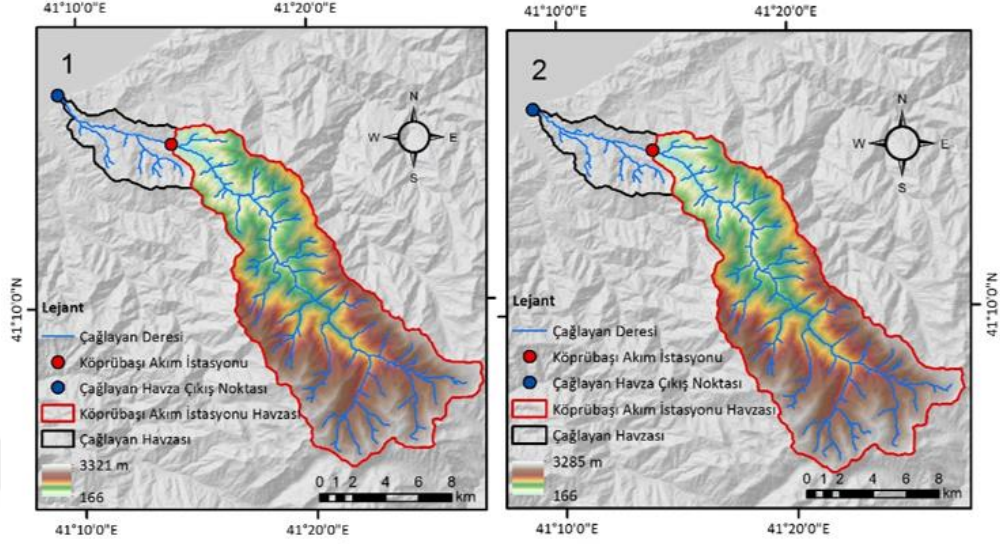 41°10'0"E
41°20'0"E
1
N
W
E
S
41°10'0"N
Lejant
Çağlayan Deresi
Köprübaşı Akım İstasyonu
Çağlayan Havza Çıkış Noktası
Köprübaşı Akım İstasyonu Havzası
Çağlayan Havzası
3321 m
166
0 1 2 4 6 8
km
41°10'0"E
41°20'0"E
41°10'0"E
41°20'0"E
2
N
W
E
S
41°10'0"N
Lejant
Çağlayan Deresi
Köprübaşı Akım İstasyonu
Çağlayan Havza Çıkış Noktası
Köprübaşı Akım İstasyonu Havzası
Çağlayan Havzası
3285 m
166
0 1 2 4 6 8
km
41°10'0"E
41°20'0"E